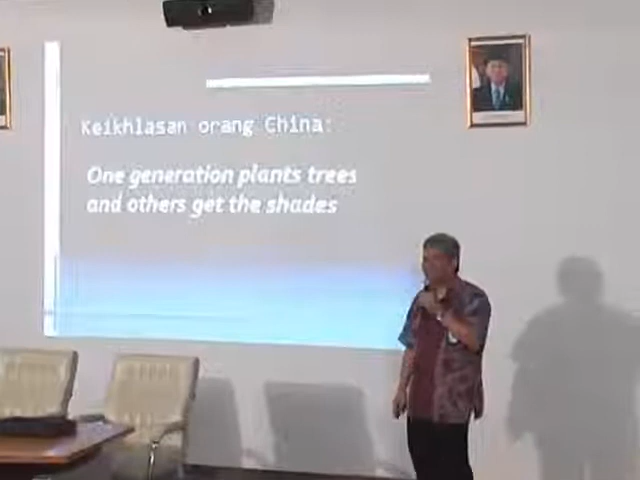 Keikhlasan orang China:
One generation plants trees
and others get the shades